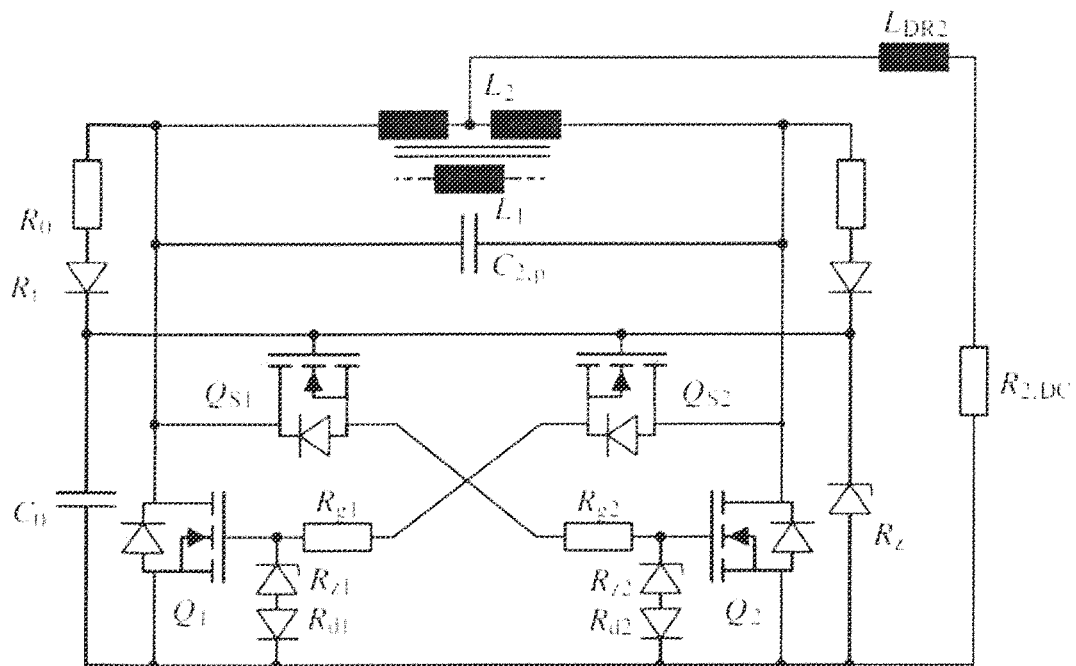 L_DR2
L_2
R_0
L_1
R_1
C_2,p
Q_S1
Q_S2
R_2,DC
C_0
R_g1
R_g2
R_z1
R_z2
R_z
Q_1
R_d1
R_d2
Q_2